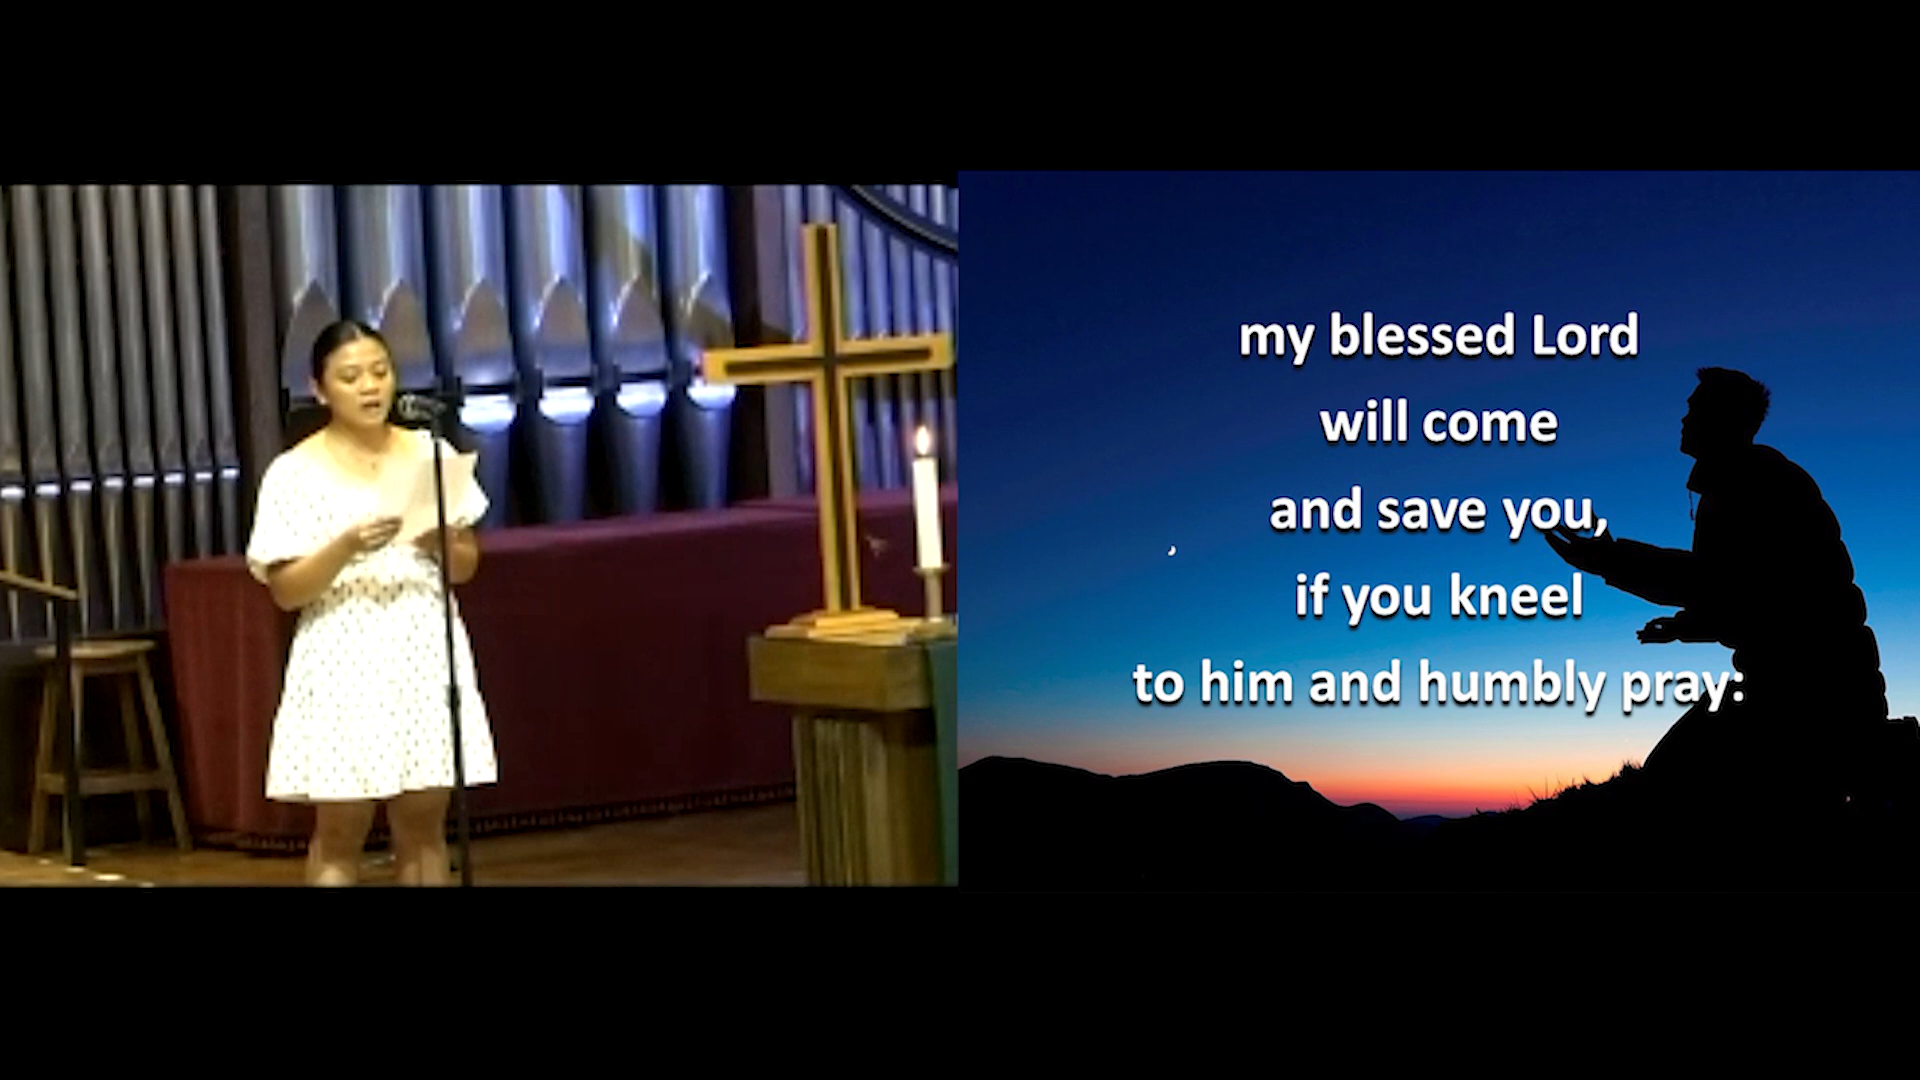 my blessed Lord
will come
and save you,
if you kneel
to him and humbly pray: